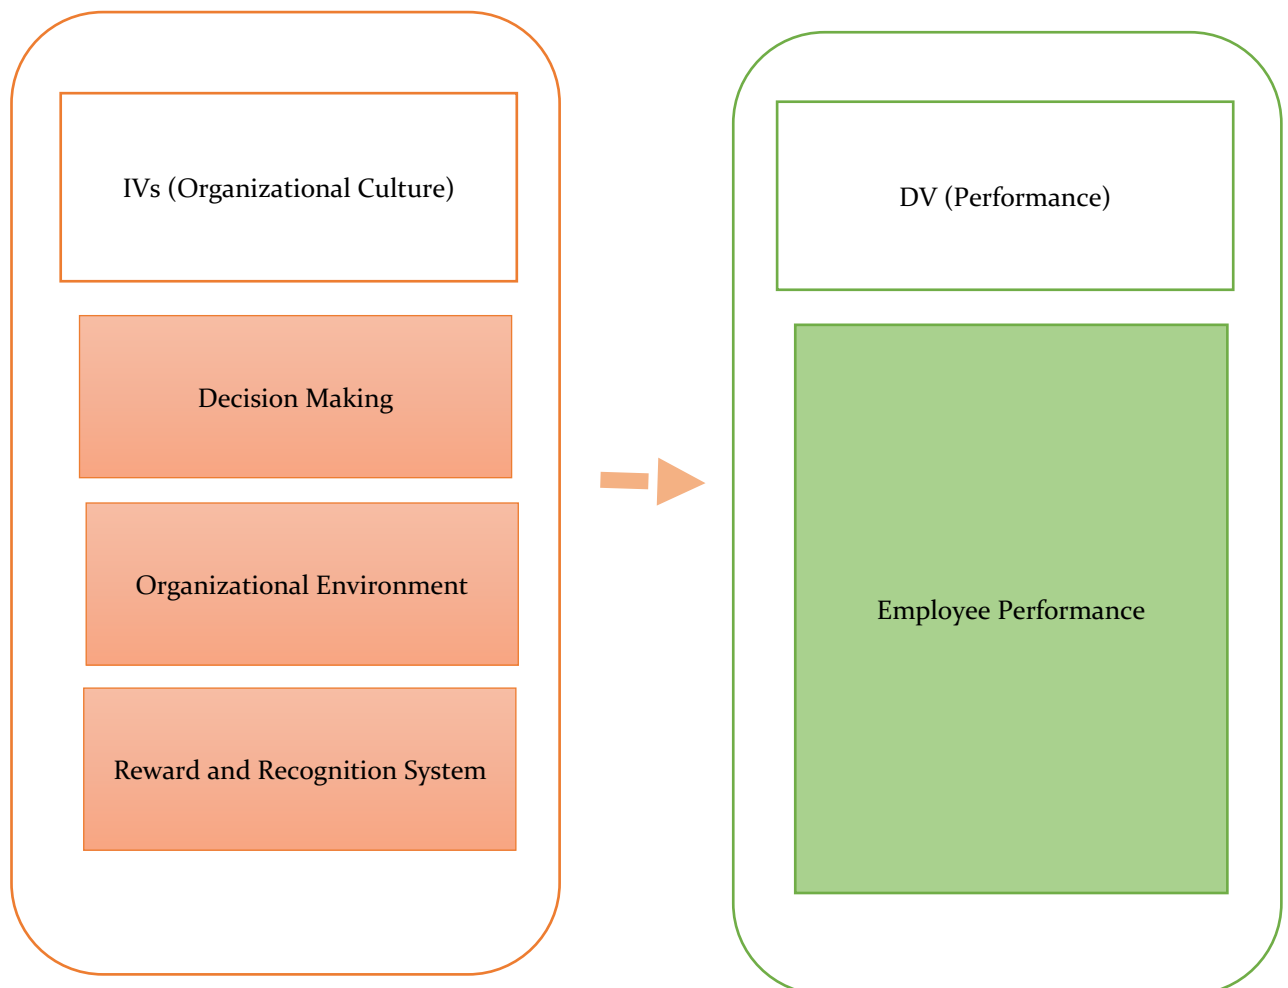 IVs (Organizational Culture)
Decision Making
Organizational Environment
Reward and Recognition System
DV (Performance)
Employee Performance